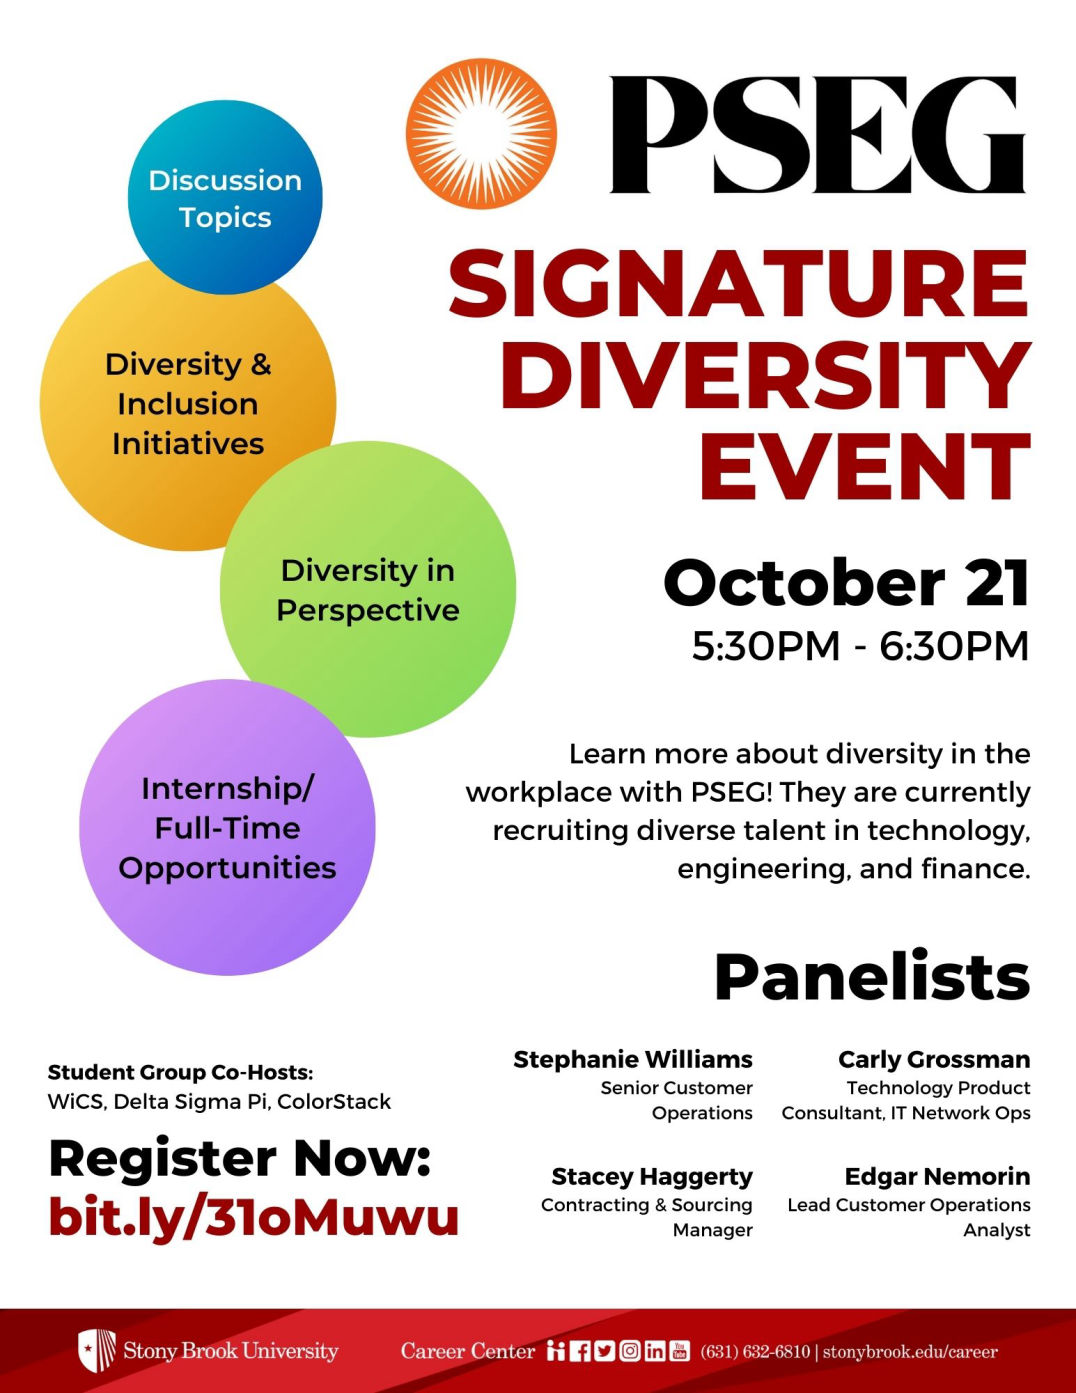 PSEG
SIGNATURE
DIVERSITY
EVENT
October 21
5:30PM - 6:30PM
Discussion
Topics
Diversity &
Inclusion
Initiatives
Diversity in
Perspective
Internship/
Full-Time
Opportunities
Learn more about diversity in the
workplace with PSEG! They are currently
recruiting diverse talent in technology,
engineering, and finance.
Panelists
Stephanie Williams
Senior Customer
Operations
Carly Grossman
Technology Product
Consultant, IT Network Ops
Stacey Haggerty
Contracting & Sourcing
Manager
Edgar Nemorin
Lead Customer Operations
Analyst
Student Group Co-Hosts:
WiCS, Delta Sigma Pi, ColorStack
Register Now:
bit.ly/31oMuwu
Stony Brook University
Career Center
You
Tube
(631) 632-6810 | stonybrook.edu/career